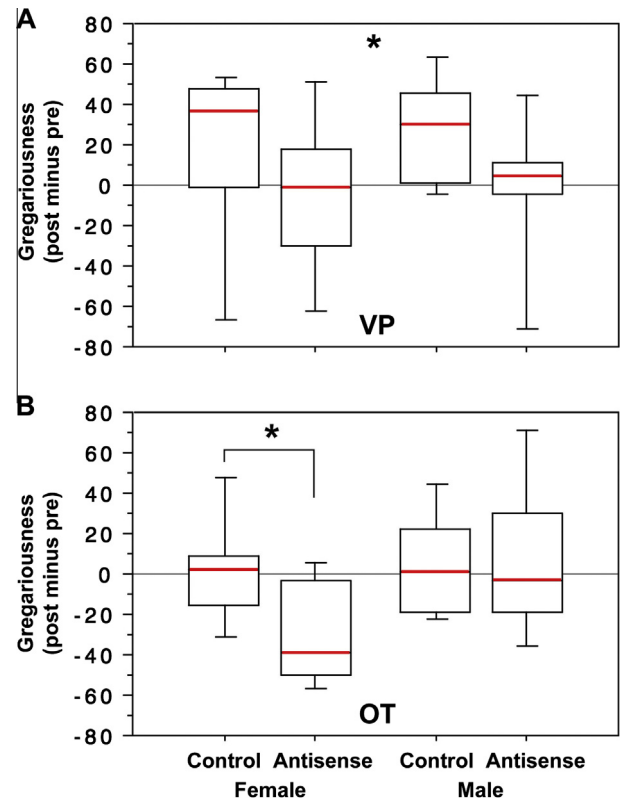 A
Gregariousness
(post minus pre)
80
60
40
20
0
-20
-40
-60
-80
*
VP
B
Gregariousness
(post minus pre)
80
60
40
20
0
-20
-40
-60
-80
*
OT
Control Antisense Control Antisense
Female Male